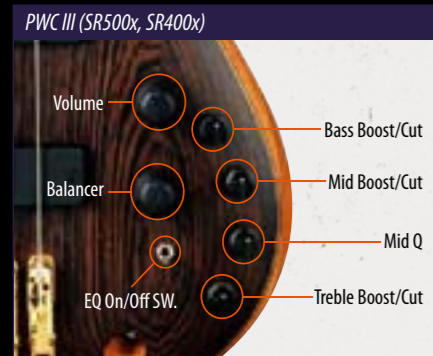 PWC III (SR500x, SR400x)
Volume
Bass Boost/Cut
Mid Boost/Cut
Balancer
Mid Q
EQ On/Off SW.
Treble Boost/Cut